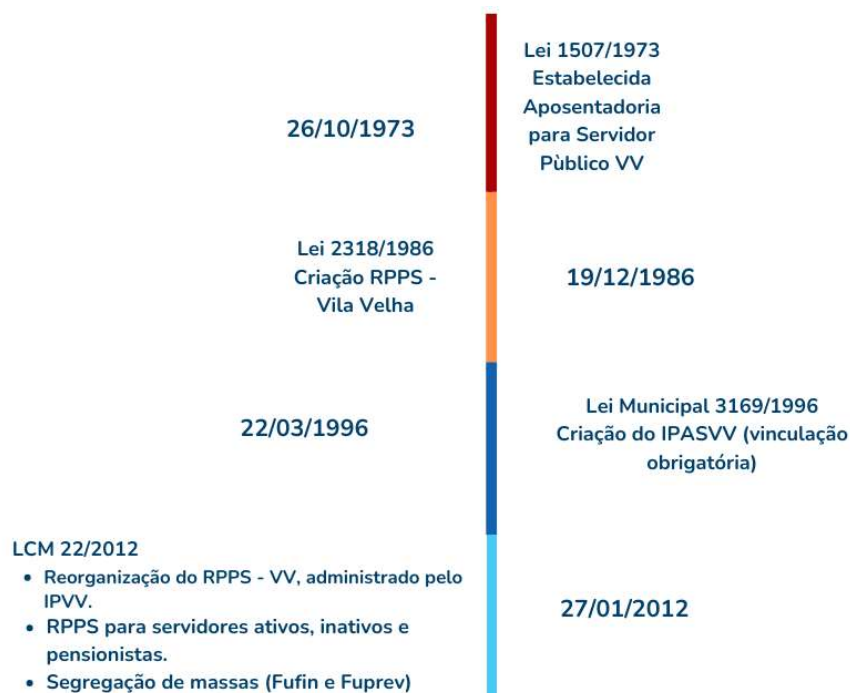 26/10/1973
Lei 1507/1973
Estabelecida
Aposentadoria
para Servidor
Pùblico VV
Lei 2318/1986
Criação RPPS -
Vila Velha
19/12/1986
22/03/1996
Lei Municipal 3169/1996
Criação do IPASVV (vinculação
obrigatória)
LCM 22/2012
• Reorganização do RPPS - VV, administrado pelo
IPVV.
• RPPS para servidores ativos, inativos e
pensionistas.
• Segregação de massas (Fufin e Fuprev)
27/01/2012